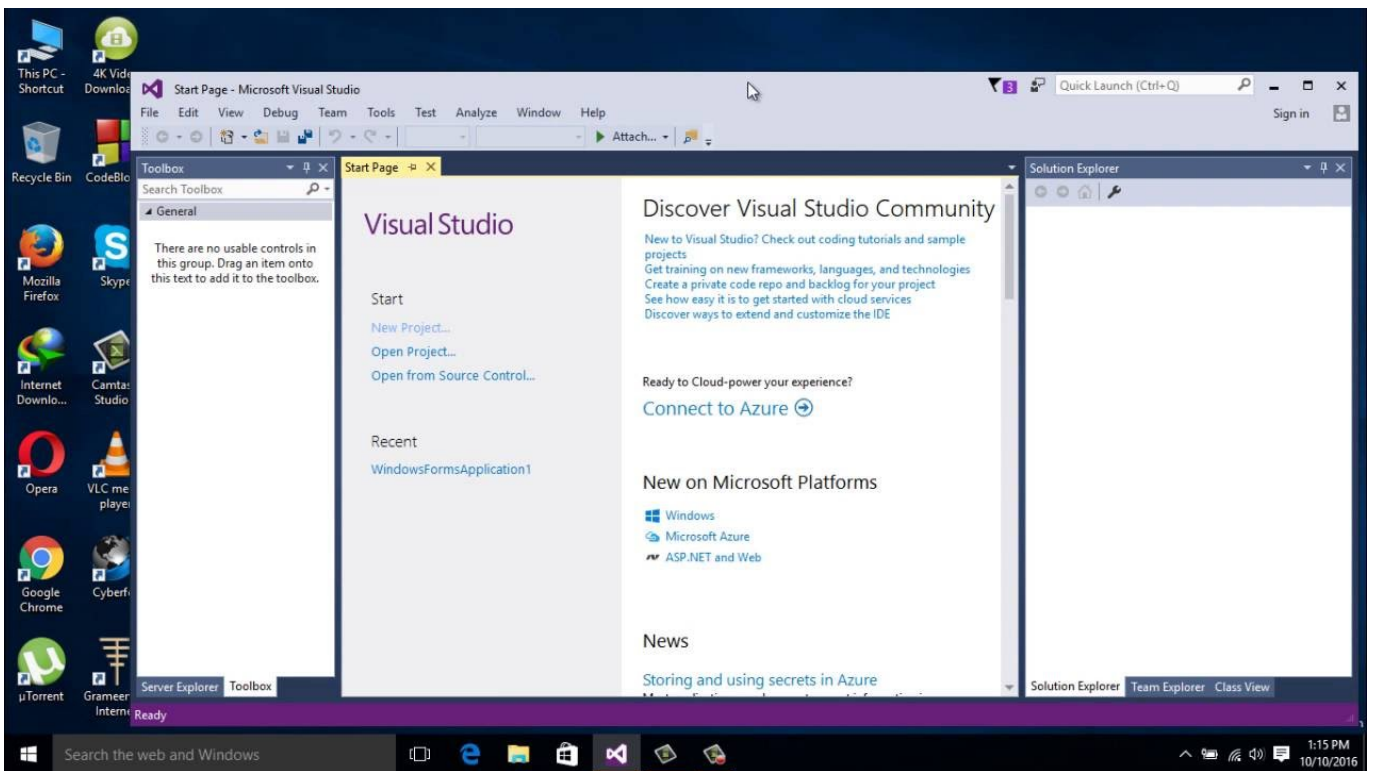 This PC -
Shortcut
4K Vide
Downloa
Recycle Bin
CodeBlo
Mozilla
Firefox
Skype
Internet
Downlo...
Camtas
Studio
Opera
VLC me
player
Google
Chrome
Cyberf
µTorrent
Grameer
Interne
Start Page - Microsoft Visual Studio
3
Quick Launch (Ctrl+Q)
File Edit View Debug Team Tools Test Analyze Window Help
Sign in
Attach...
Toolbox
Search Toolbox
General
There are no usable controls in
this group. Drag an item onto
this text to add it to the toolbox.
Server Explorer Toolbox
Start Page
Visual Studio
Start
New Project...
Open Project...
Open from Source Control...
Recent
WindowsFormsApplication1
Discover Visual Studio Community
New to Visual Studio? Check out coding tutorials and sample
projects
Get training on new frameworks, languages, and technologies
Create a private code repo and backlog for your project
See how easy it is to get started with cloud services
Discover ways to extend and customize the IDE
Ready to Cloud-power your experience?
Connect to Azure
New on Microsoft Platforms
Windows
Microsoft Azure
ASP.NET and Web
News
Storing and using secrets in Azure
Solution Explorer
Solution Explorer Team Explorer Class View
Ready
Search the web and Windows
1:15 PM
10/10/2016